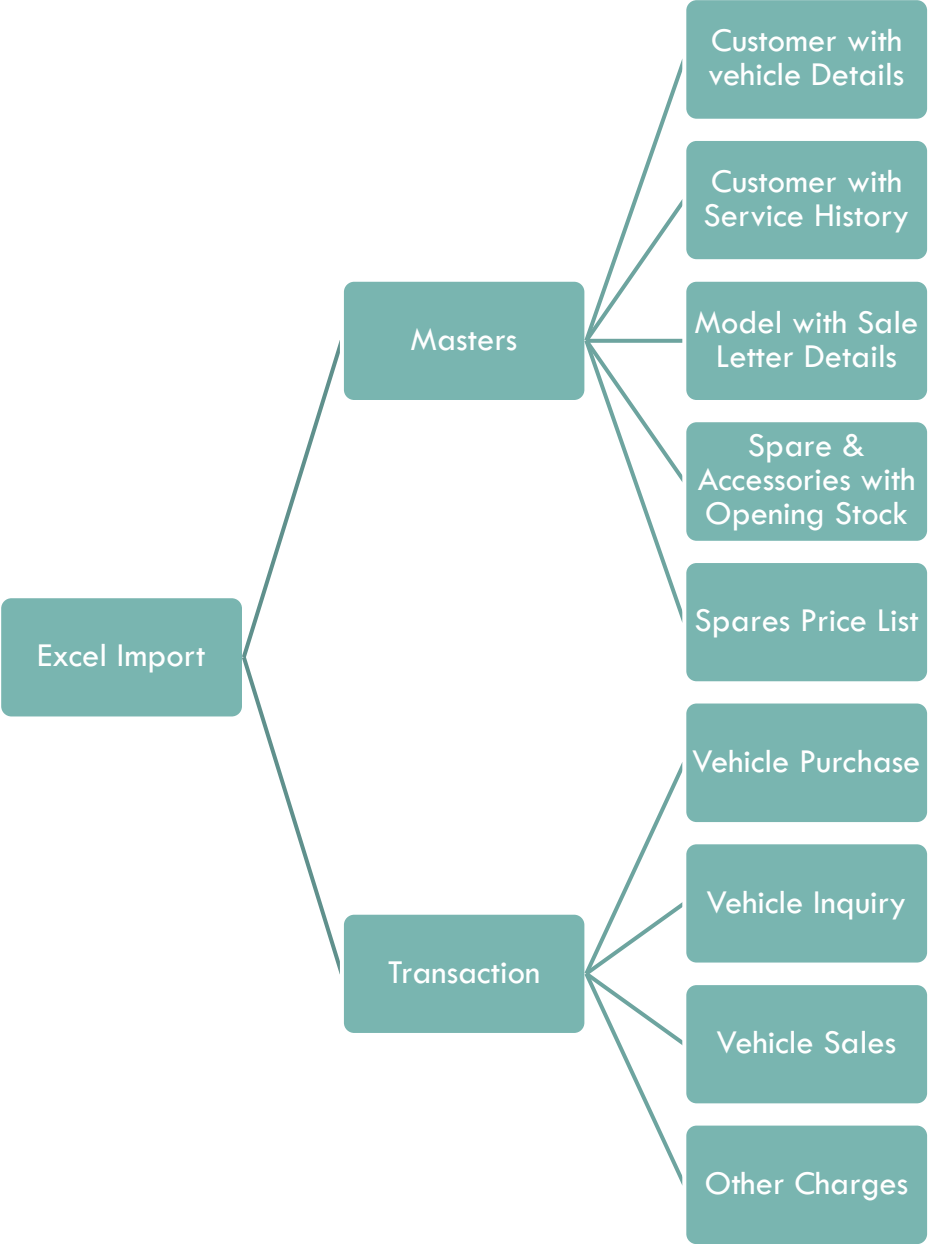 Customer with
vehicle Details
Customer with
Service History
Masters
Model with Sale
Letter Details
Spare &
Accessories with
Opening Stock
Excel Import
Spares Price List
Vehicle Purchase
Vehicle Inquiry
Transaction
Vehicle Sales
Other Charges